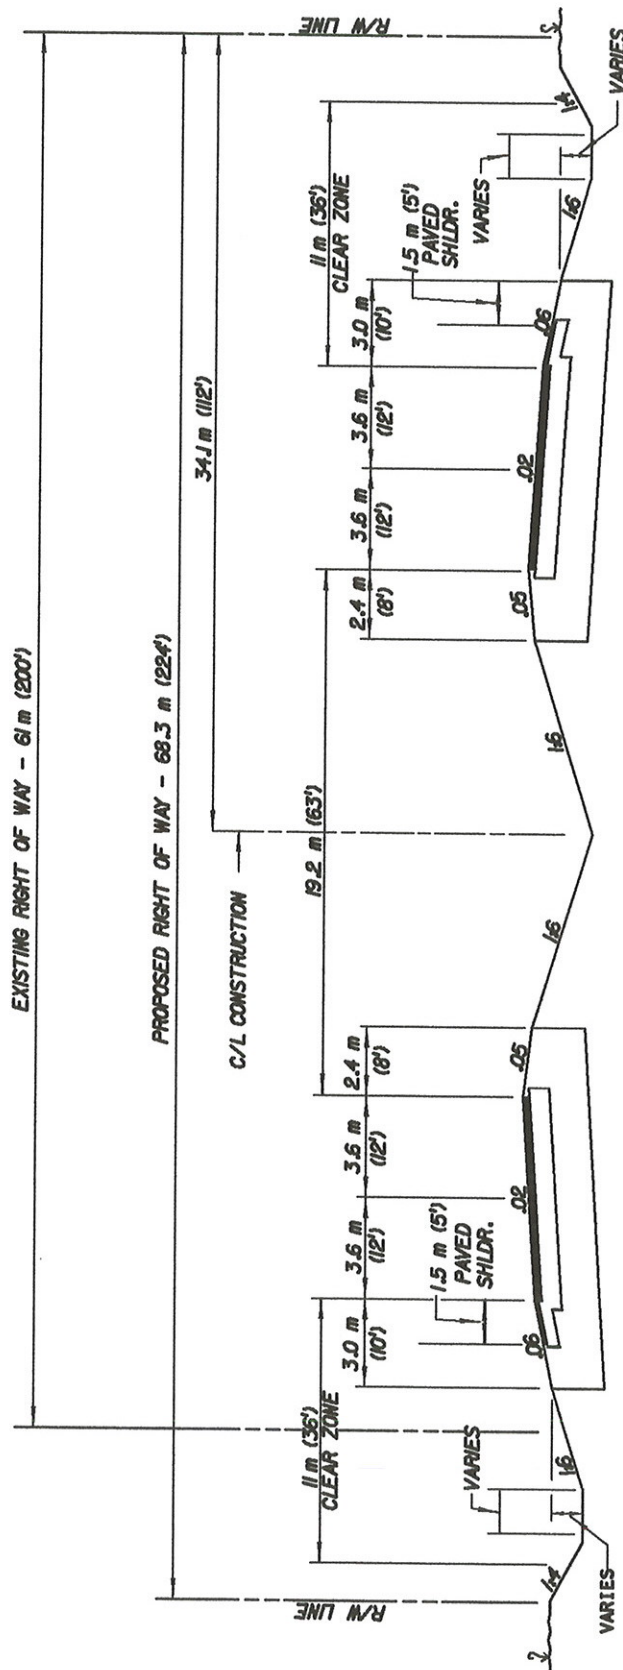 EXISTING RIGHT OF WAY - 61 m (200')
PROPOSED RIGHT OF WAY - 68.3 m (224')
34.1 m (112')
C/L CONSTRUCTION
R/W LINE
R/W LINE
11 m (36')
CLEAR ZONE
19.2 m (63')
11 m (36')
CLEAR ZONE
3.0 m
(10')
3.6 m
(12')
3.6 m
(12')
2.4 m
(8')
2.4 m
(8')
3.6 m
(12')
3.6 m
(12')
3.0 m
(10')
1.5 m (5')
PAVED
SHLDR.
1.5 m (5')
PAVED
SHLDR.
VARIES
VARIES
1:4
1:6
.06
.02
.05
1:6
1:6
.05
.02
.06
1:6
1:4
VARIES
VARIES